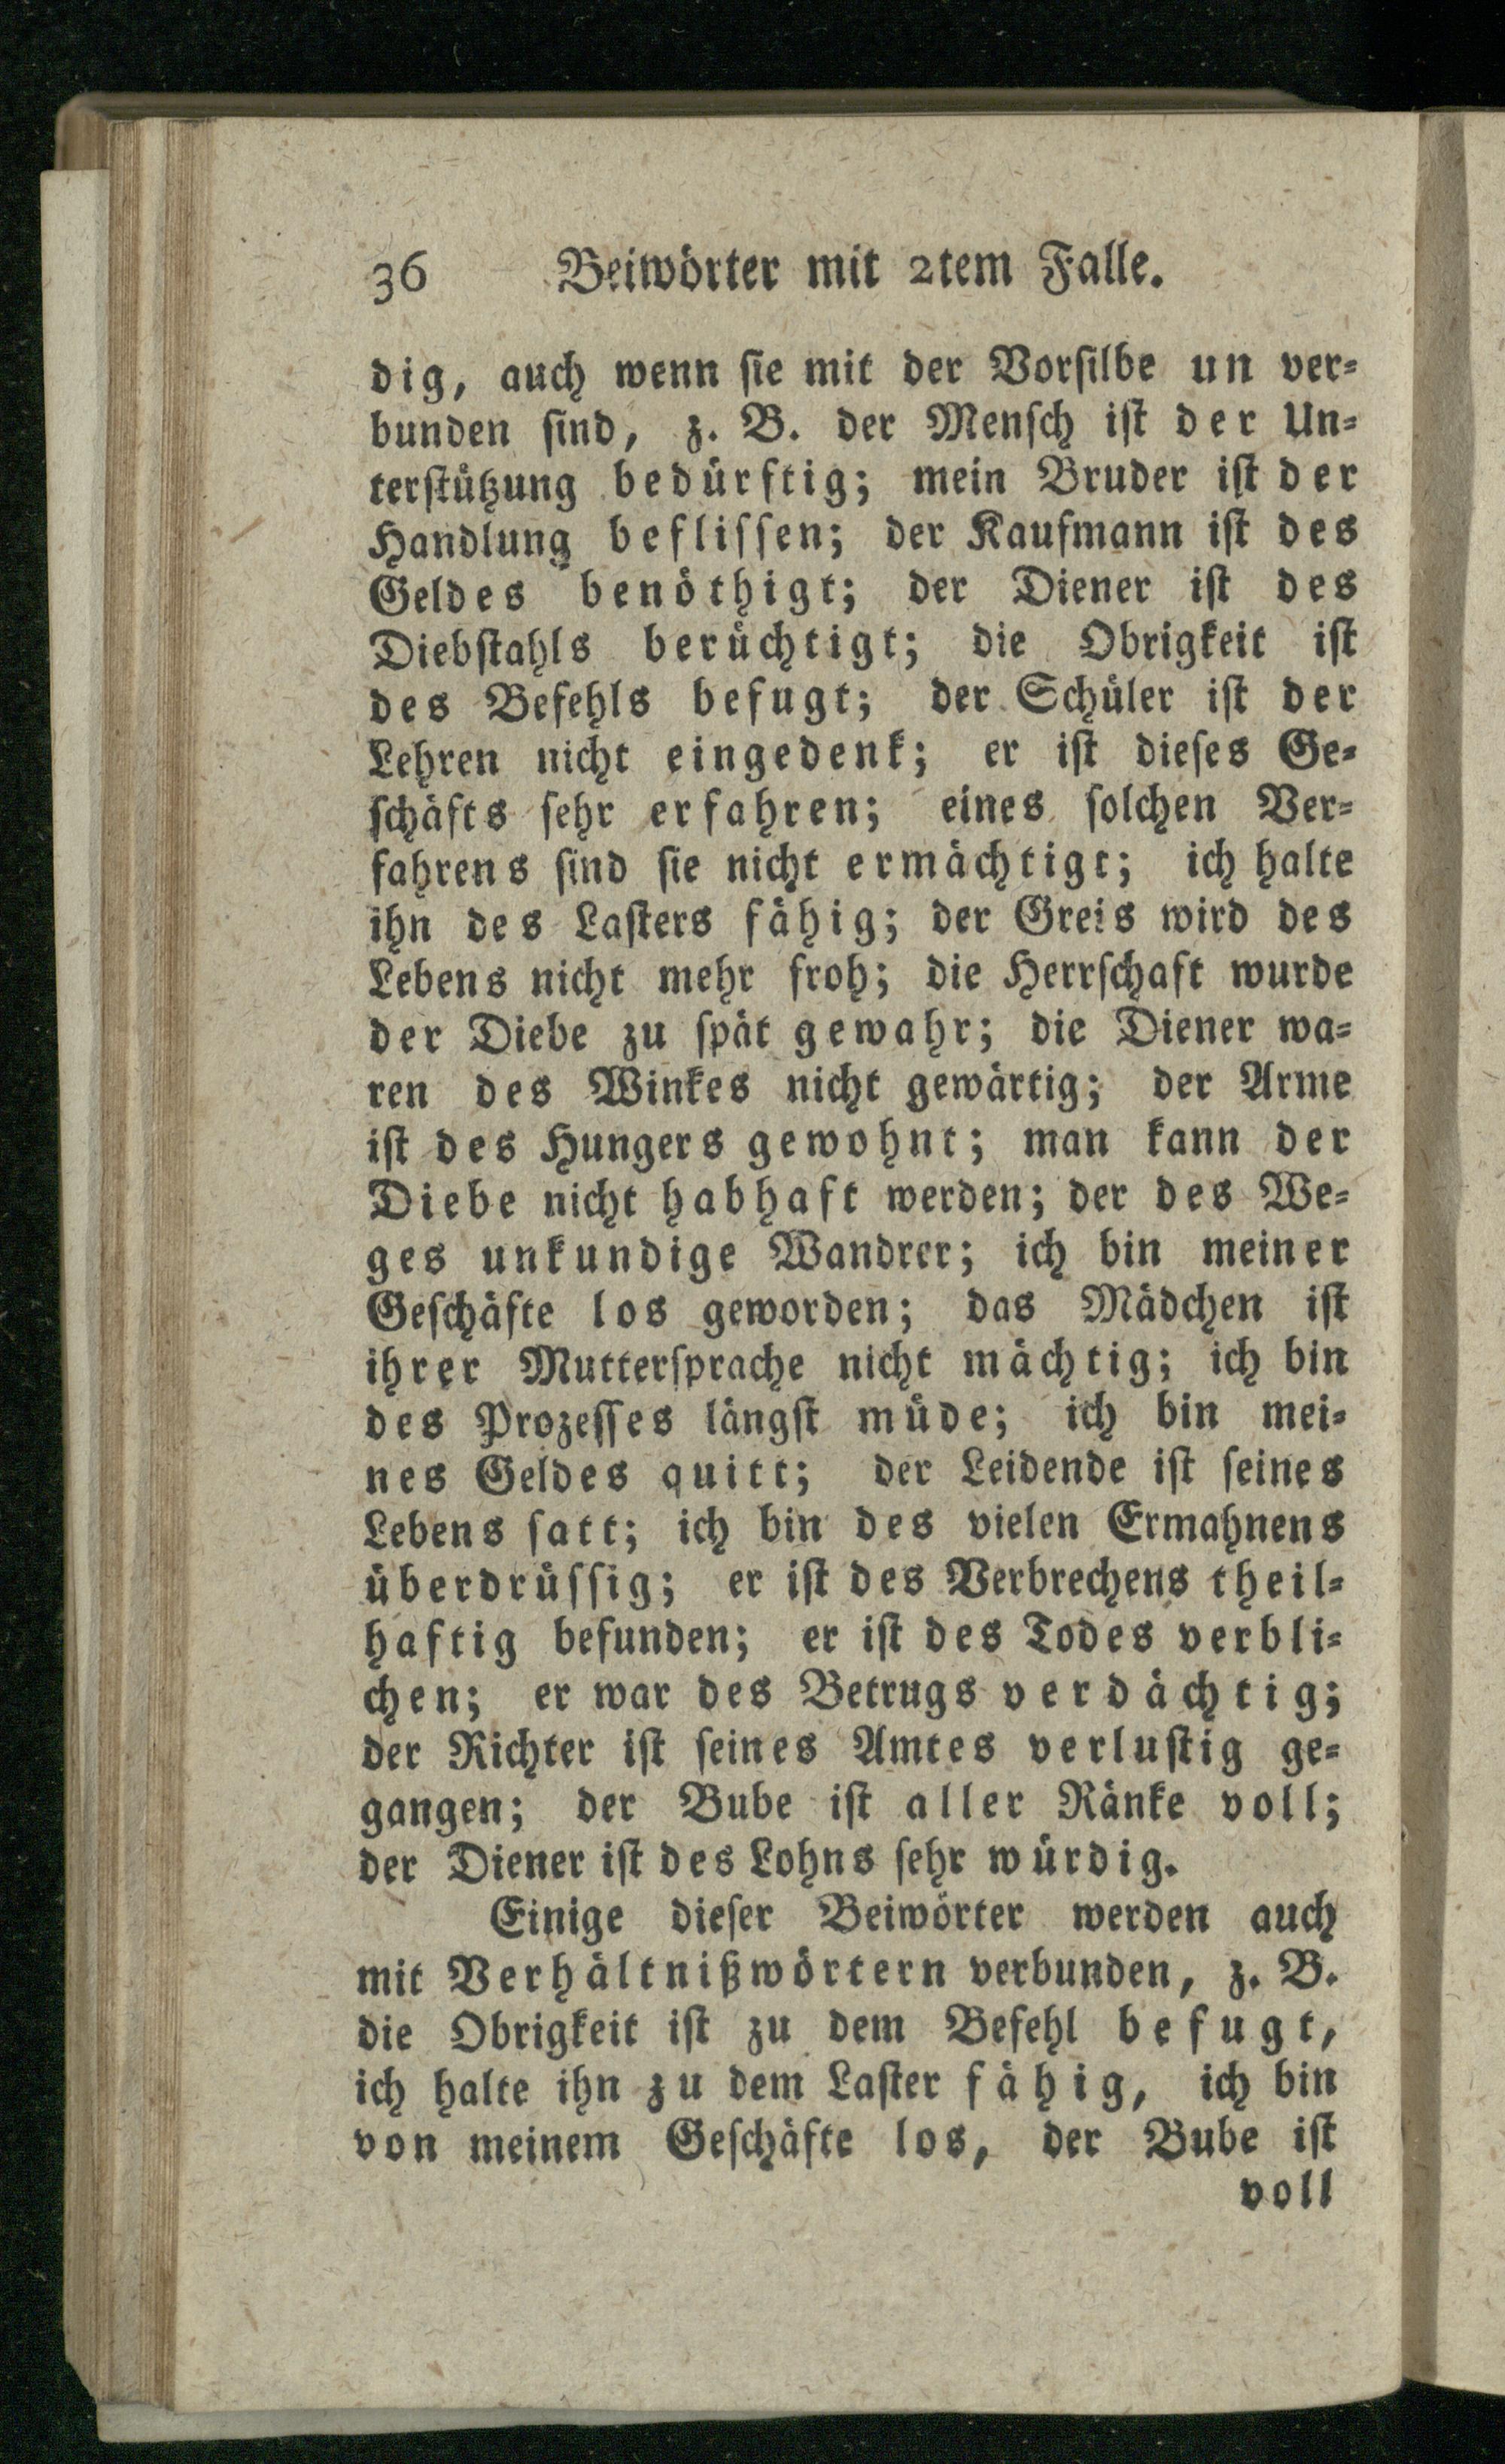 36 Beiwörter mit 2tem Falle.
dig, auch wenn ſie mit der Vorſilbe un ver⸗
bunden ſind, z. B. der Menſch iſt der Un⸗
terſtützung bedürftig; mein Bruder iſt der
Handlung befliſſen; der Kaufmann iſt des
Geldes benöthigt; der Diener iſt des
Diebſtahls berüchtigt; die Obrigkeit iſt
des Befehls befugt; der Schüler iſt der
Lehren nicht eingedenk; er iſt dieſes Ge⸗
ſchäfts ſehr erfahren; eines ſolchen Ver⸗
fahrens ſind ſie nicht ermächtigt; ich halte
ihn des Laſters fähig; der Greis wird des
Lebens nicht mehr froh; die Herrſchaft wurde
der Diebe zu ſpät gewahr; die Diener wa⸗
ren des Winkes nicht gewärtig; der Arme
iſt des Hungers gewohnt; man kann der
Diebe nicht habhaft werden; der des We⸗
ges unkundige Wandrer; ich bin meiner
Geſchäfte los geworden; das Mädchen iſt
ihrer Mutterſprache nicht mächtig; ich bin
des Prozeſſes längſt müde; ich bin mei⸗
nes Geldes quitt; der Leidende iſt ſeines
Lebens ſatt; ich bin des vielen Ermahnens
überdrüſſig; er iſt des Verbrechens theil⸗
haftig befunden; er iſt des Todes verbli⸗
chen; er war des Betrugs verdächtig;
der Richter iſt ſeines Amtes verluſtig ge⸗
gangen; der Bube iſt aller Ränke voll;
der Diener iſt des Lohns ſehr würdig.
Einige dieſer Beiwörter werden auch
mit Verhältnißwörtern verbunden, z. B.
die Obrigkeit iſt zu dem Befehl befugt,
ich halte ihn zu dem Laſter fähig, ich bin
von meinem Geſchäfte los, der Bube iſt
voll